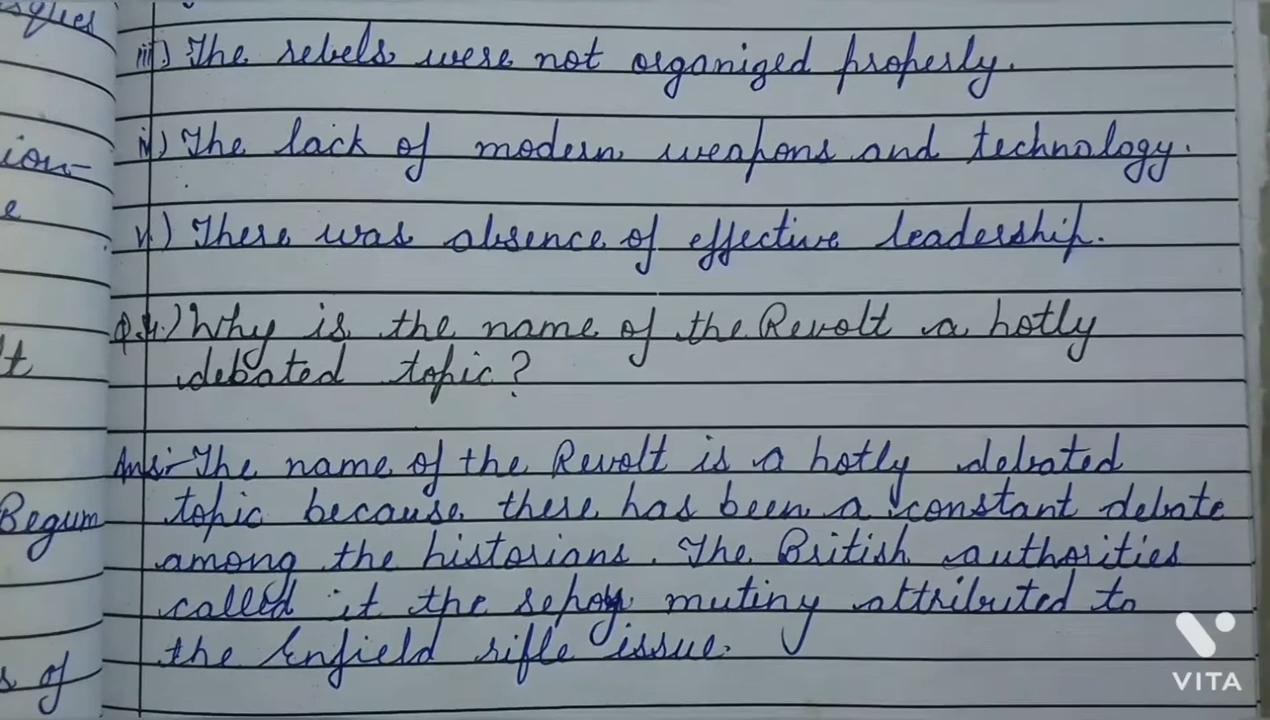 iii) The rebels were not organized properly.
iv) The lack of modern weapons and technology.
v) There was absence of effective leadership.
Q.4.) Why is the name of the Revolt a hotly
debated topic?
Ans:- The name of the Revolt is a hotly debated
topic because there has been a constant debate
among the historians. The British authorities
called it the sepoy mutiny attributed to
the Enfield rifle issue.
ion-
e
t
Begum
s of
VITA